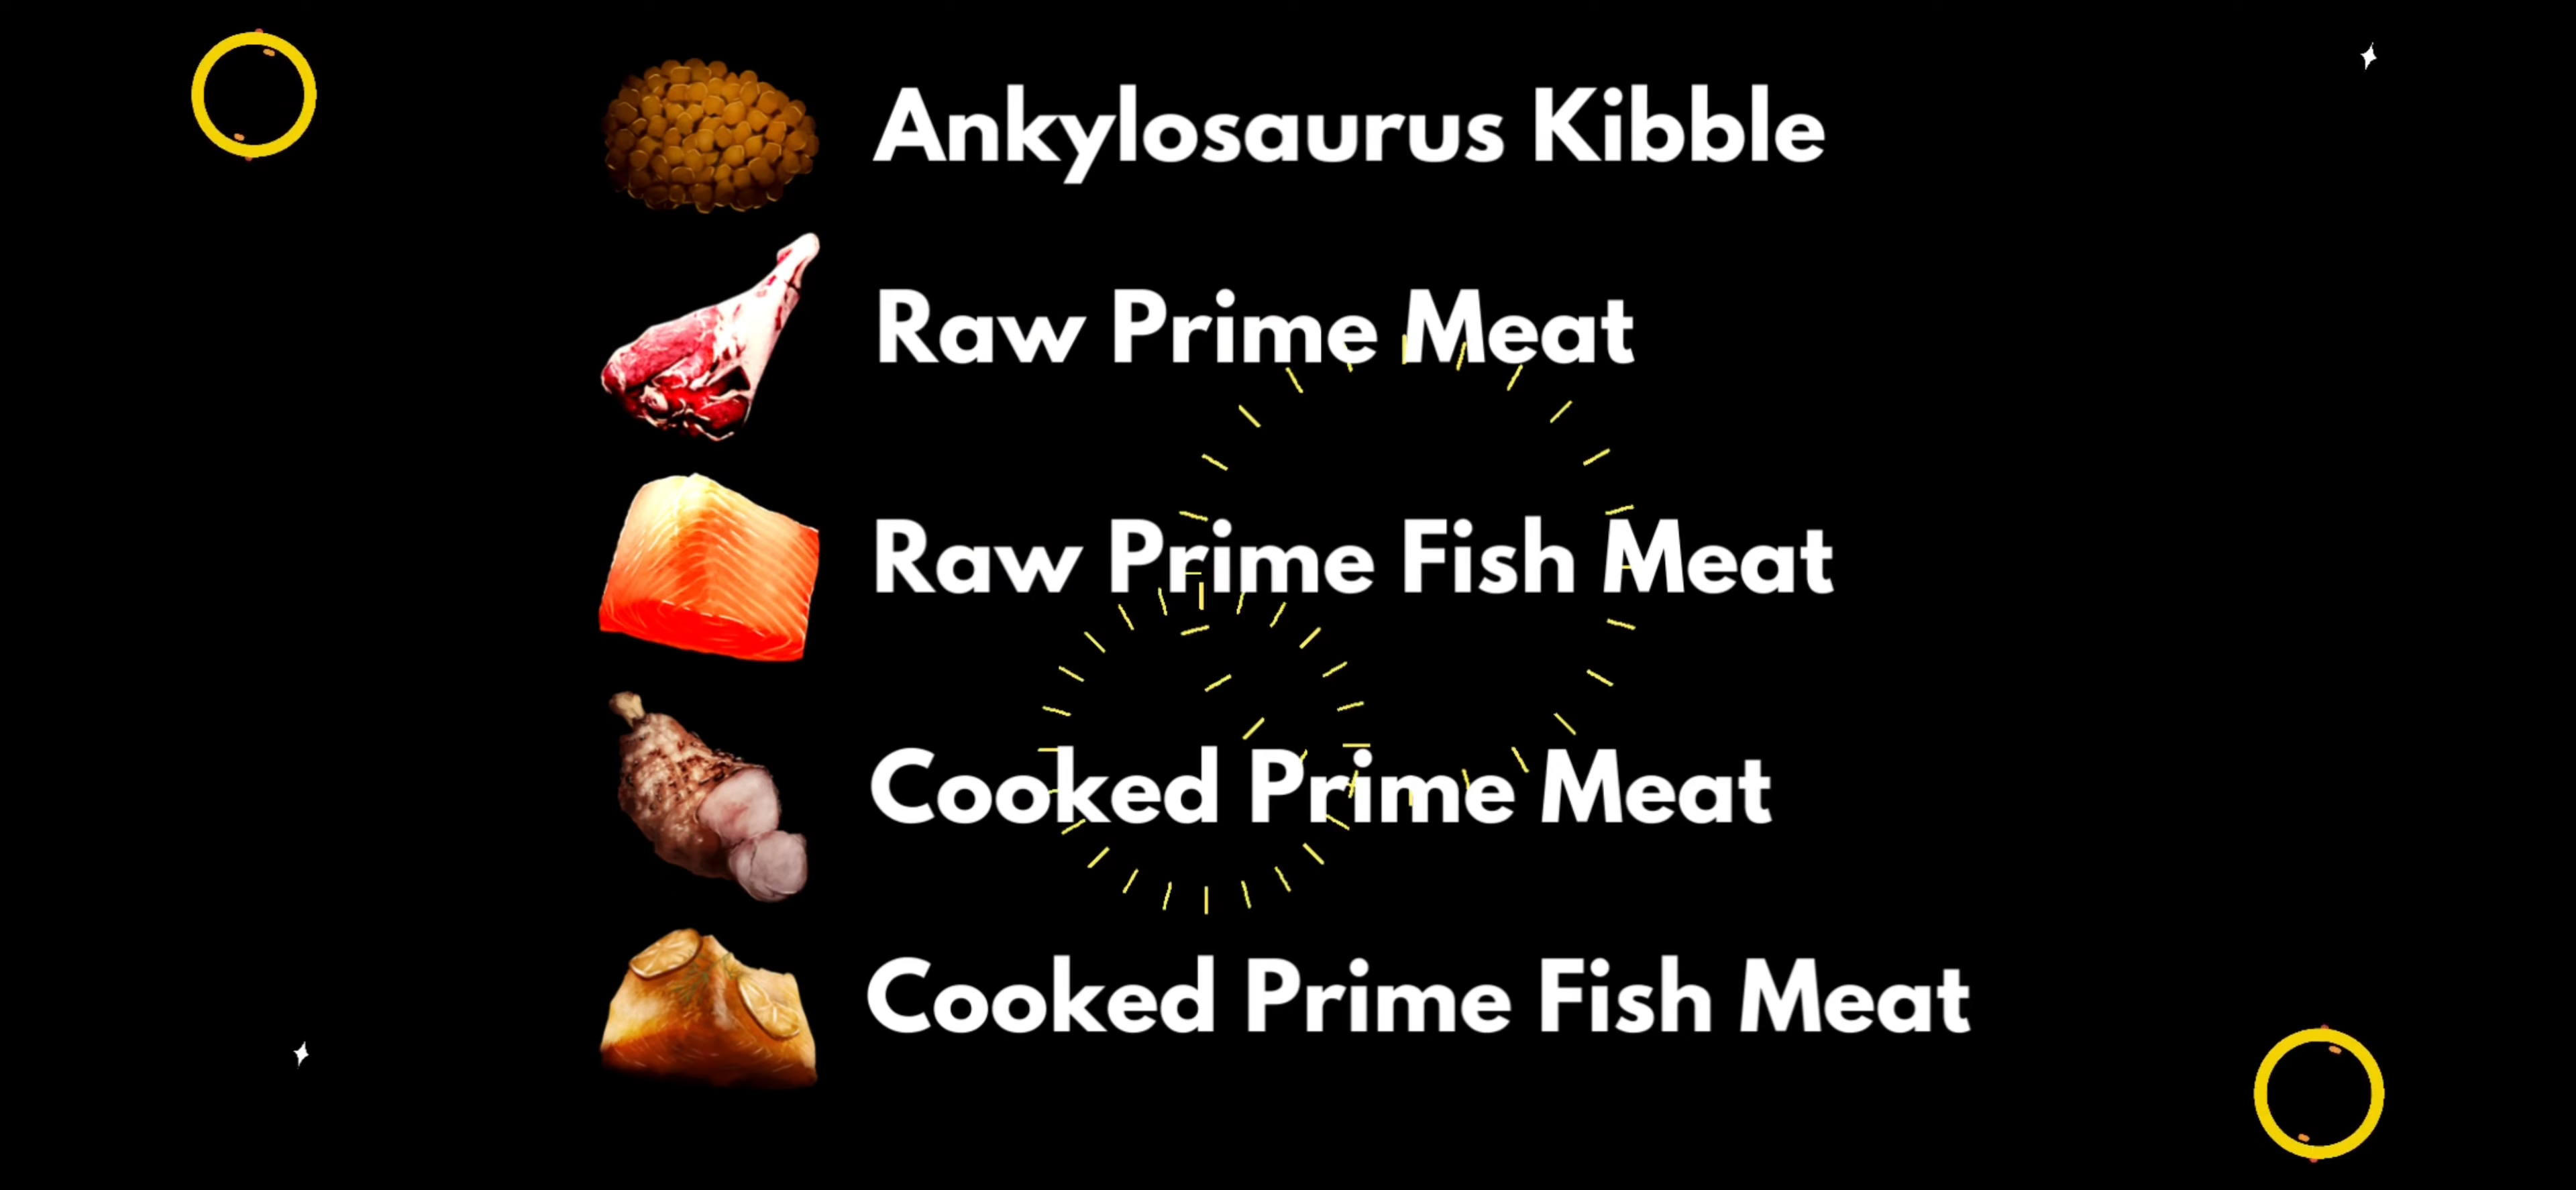 Ankylosaurus Kibble
Raw Prime Meat
Raw Prime Fish Meat
Cooked Prime Meat
Cooked Prime Fish Meat